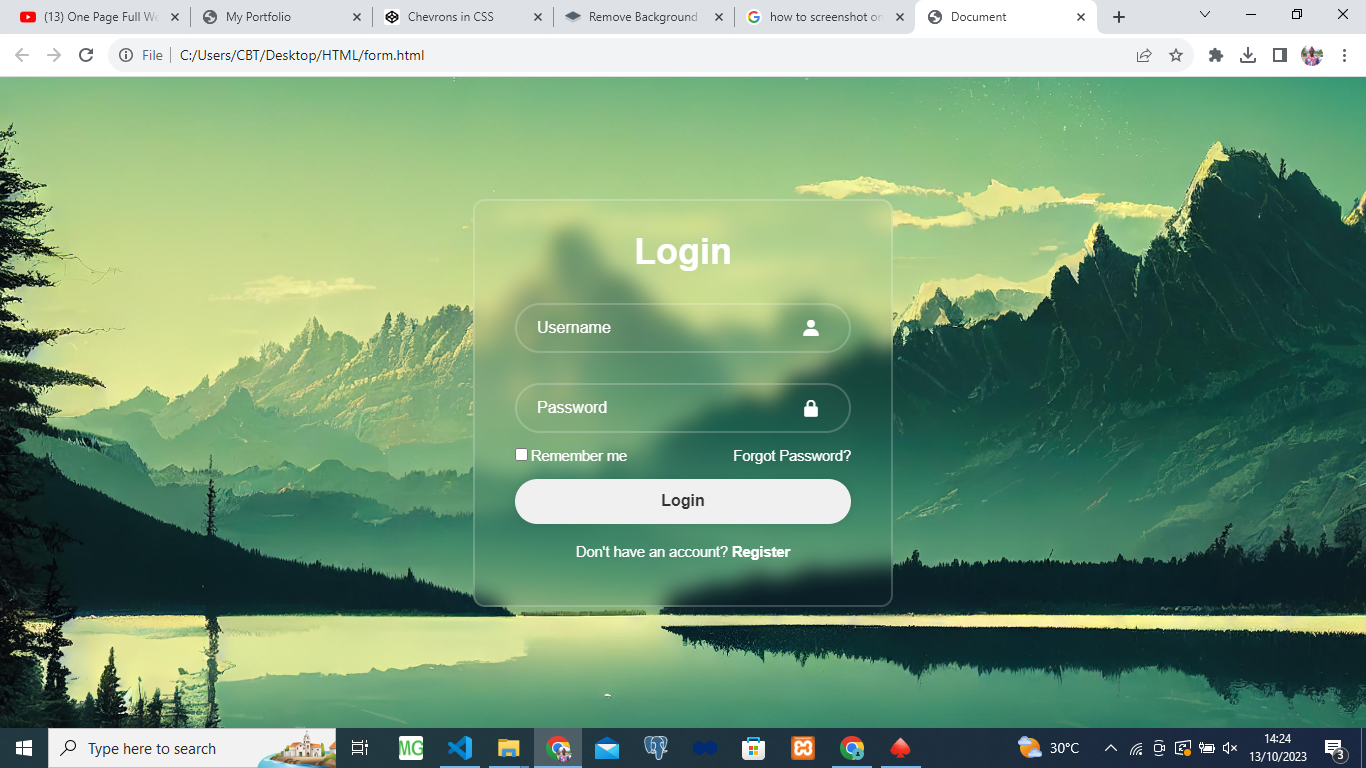 (13) One Page Full We
My Portfolio
Chevrons in CSS
Remove Background
how to screenshot on
Document
File
C:/Users/CBT/Desktop/HTML/form.html
Login
Username
Password
Remember me
Forgot Password?
Login
Don't have an account? Register
Type here to search
MG
30°C
14:24
13/10/2023
3